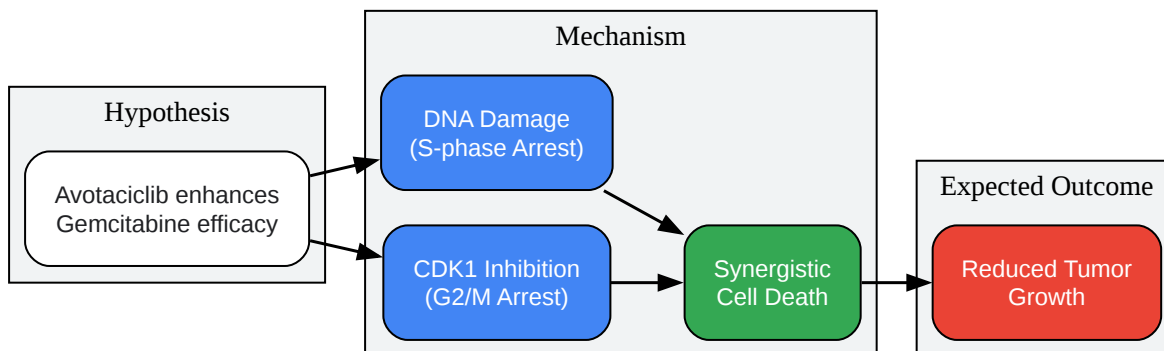 Hypothesis
Avotaciclib enhances
Gemcitabine efficacy
Mechanism
DNA Damage
(S-phase Arrest)
CDK1 Inhibition
(G2/M Arrest)
Synergistic
Cell Death
Expected Outcome
Reduced Tumor
Growth